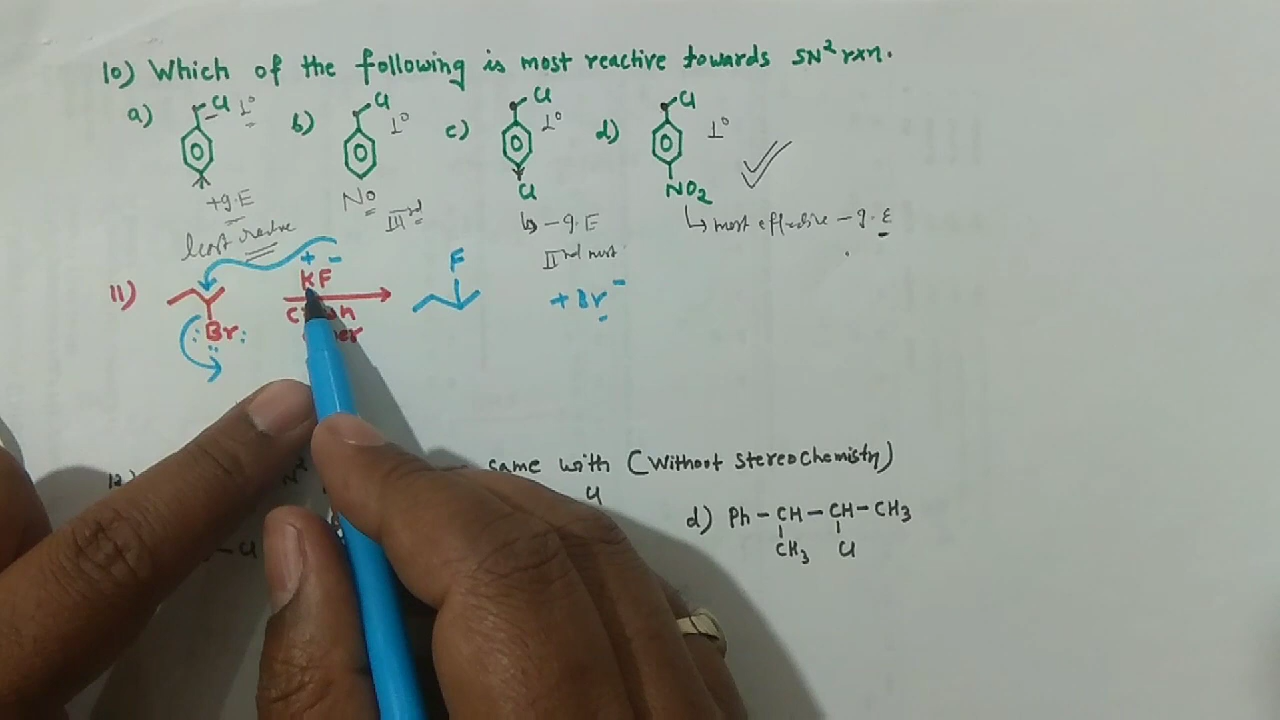 10) Which of the following is most reactive towards SN² rxn.
a) Cl 1° b) Cl 1° c) Cl 1° d) Cl 1°
+g.E No Cl NO₂
least reactive IIIrd ↳ -g.E ↳ most effective -g.E
IInd most
11) Br + - KF F + Br⁻
12)
same with (Without stereochemistry)
Cl
- Cl
d) Ph - CH - CH - CH₃
CH₃ Cl